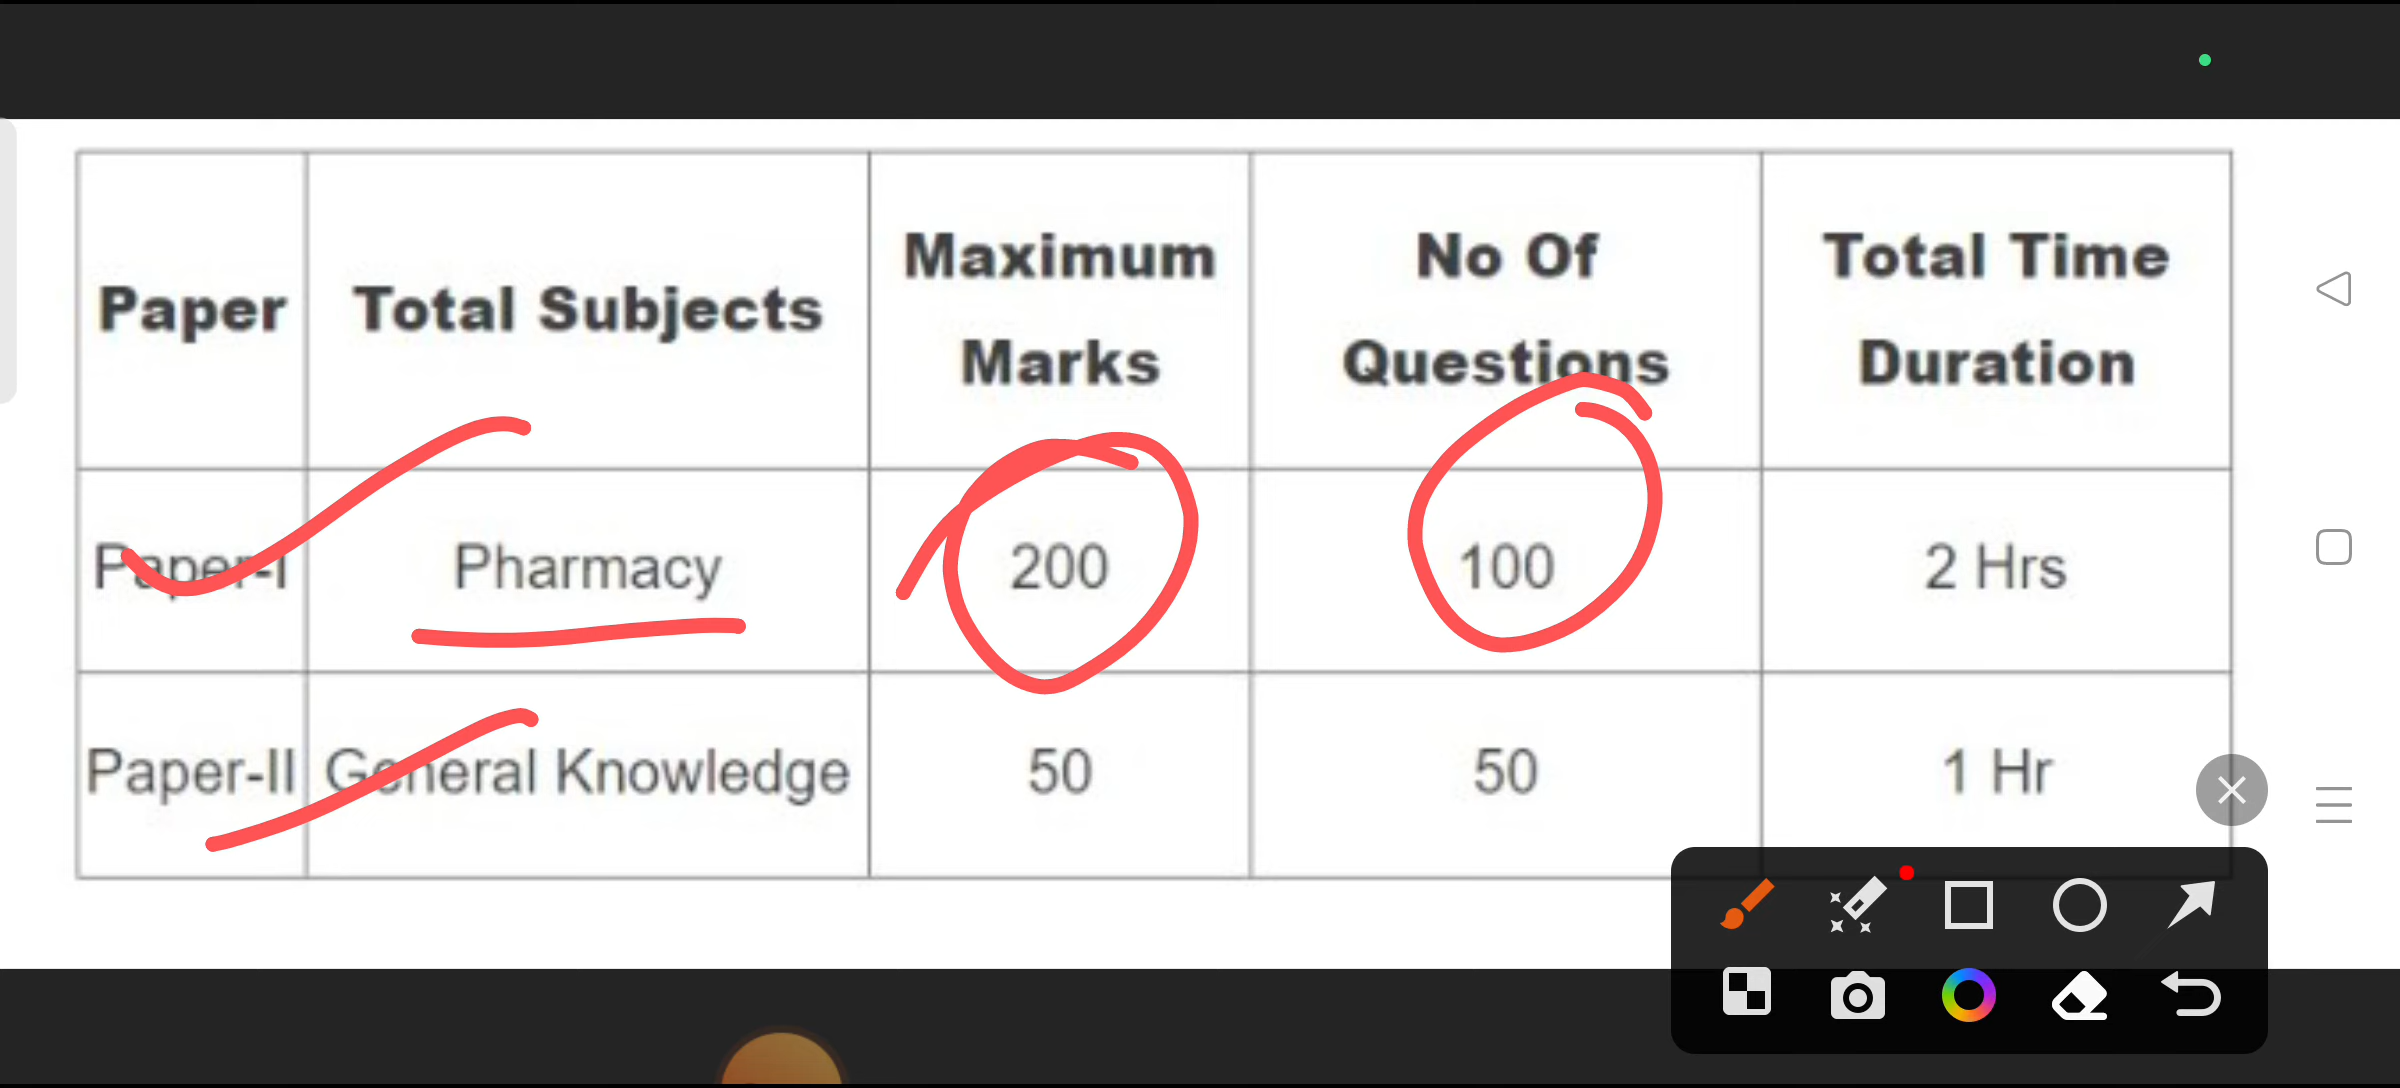 Paper Total Subjects Maximum Marks No Of Questions Total Time Duration
Paper-I Pharmacy 200 100 2 Hrs
Paper-II General Knowledge 50 50 1 Hr